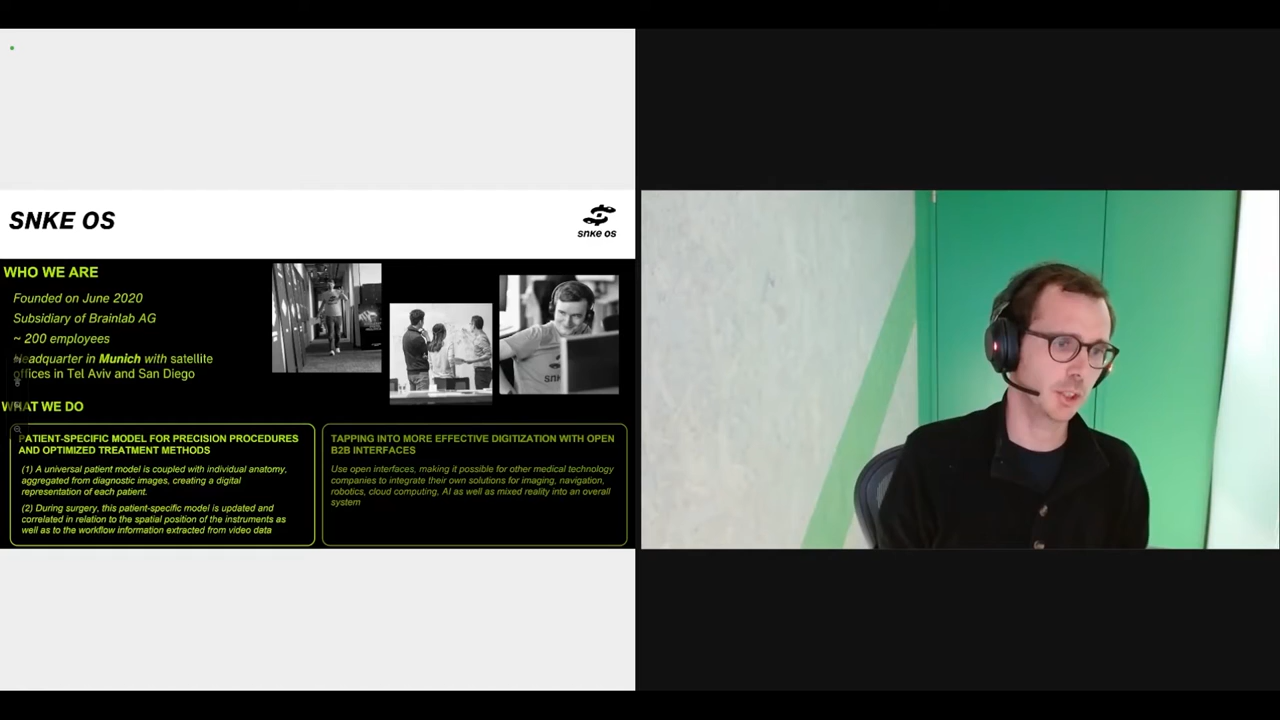 SNKE OS
snke os
WHO WE ARE
Founded on June 2020
Subsidiary of Brainlab AG
~ 200 employees
Headquarter in Munich with satellite
offices in Tel Aviv and San Diego
WHAT WE DO
PATIENT-SPECIFIC MODEL FOR PRECISION PROCEDURES
AND OPTIMIZED TREATMENT METHODS
(1) A universal patient model is coupled with individual anatomy,
aggregated from diagnostic images, creating a digital
representation of each patient.
(2) During surgery, this patient-specific model is updated and
correlated in relation to the spatial position of the instruments as
well as to the workflow information extracted from video data
TAPPING INTO MORE EFFECTIVE DIGITIZATION WITH OPEN
B2B INTERFACES
Use open interfaces, making it possible for other medical technology
companies to integrate their own solutions for imaging, navigation,
robotics, cloud computing, AI as well as mixed reality into an overall
system